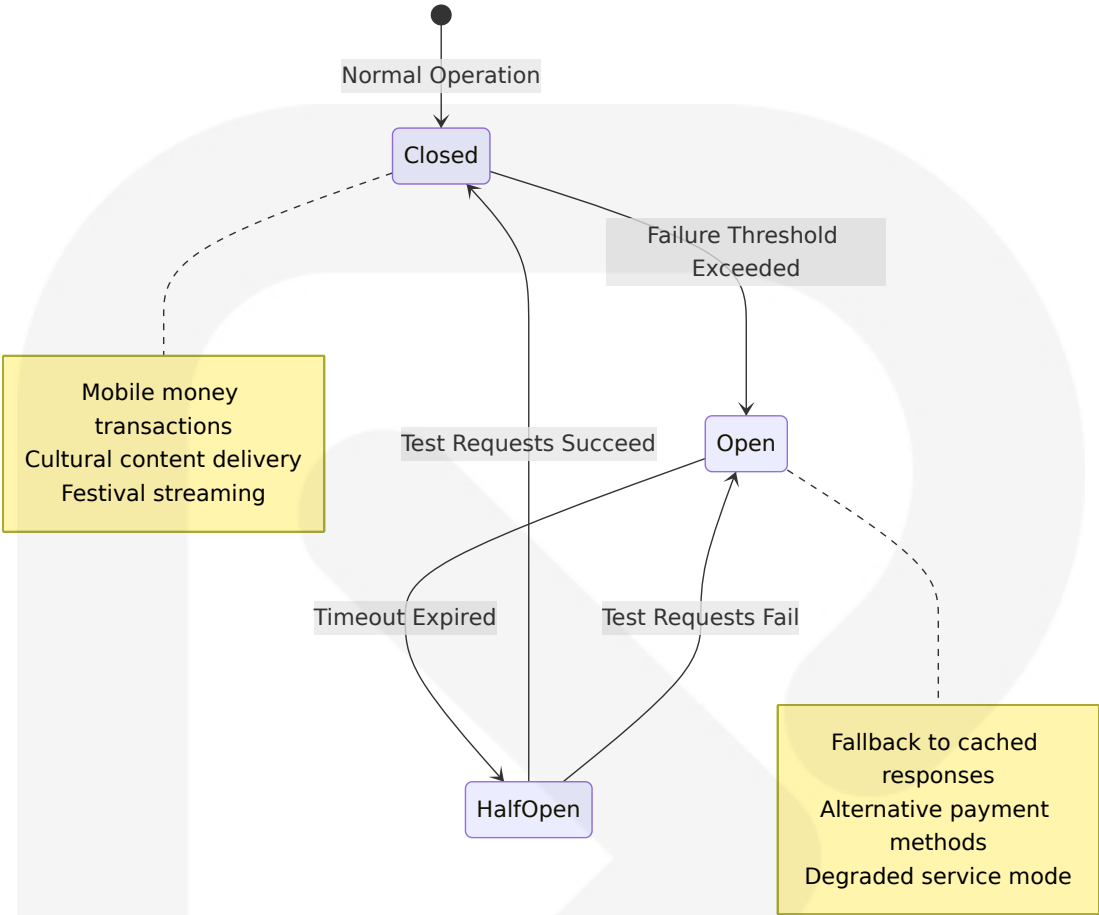 Normal Operation
Closed
Failure Threshold
Exceeded
Mobile money
transactions
Cultural content delivery
Festival streaming
Test Requests Succeed
Open
Timeout Expired
Test Requests Fail
HalfOpen
Fallback to cached
responses
Alternative payment
methods
Degraded service mode